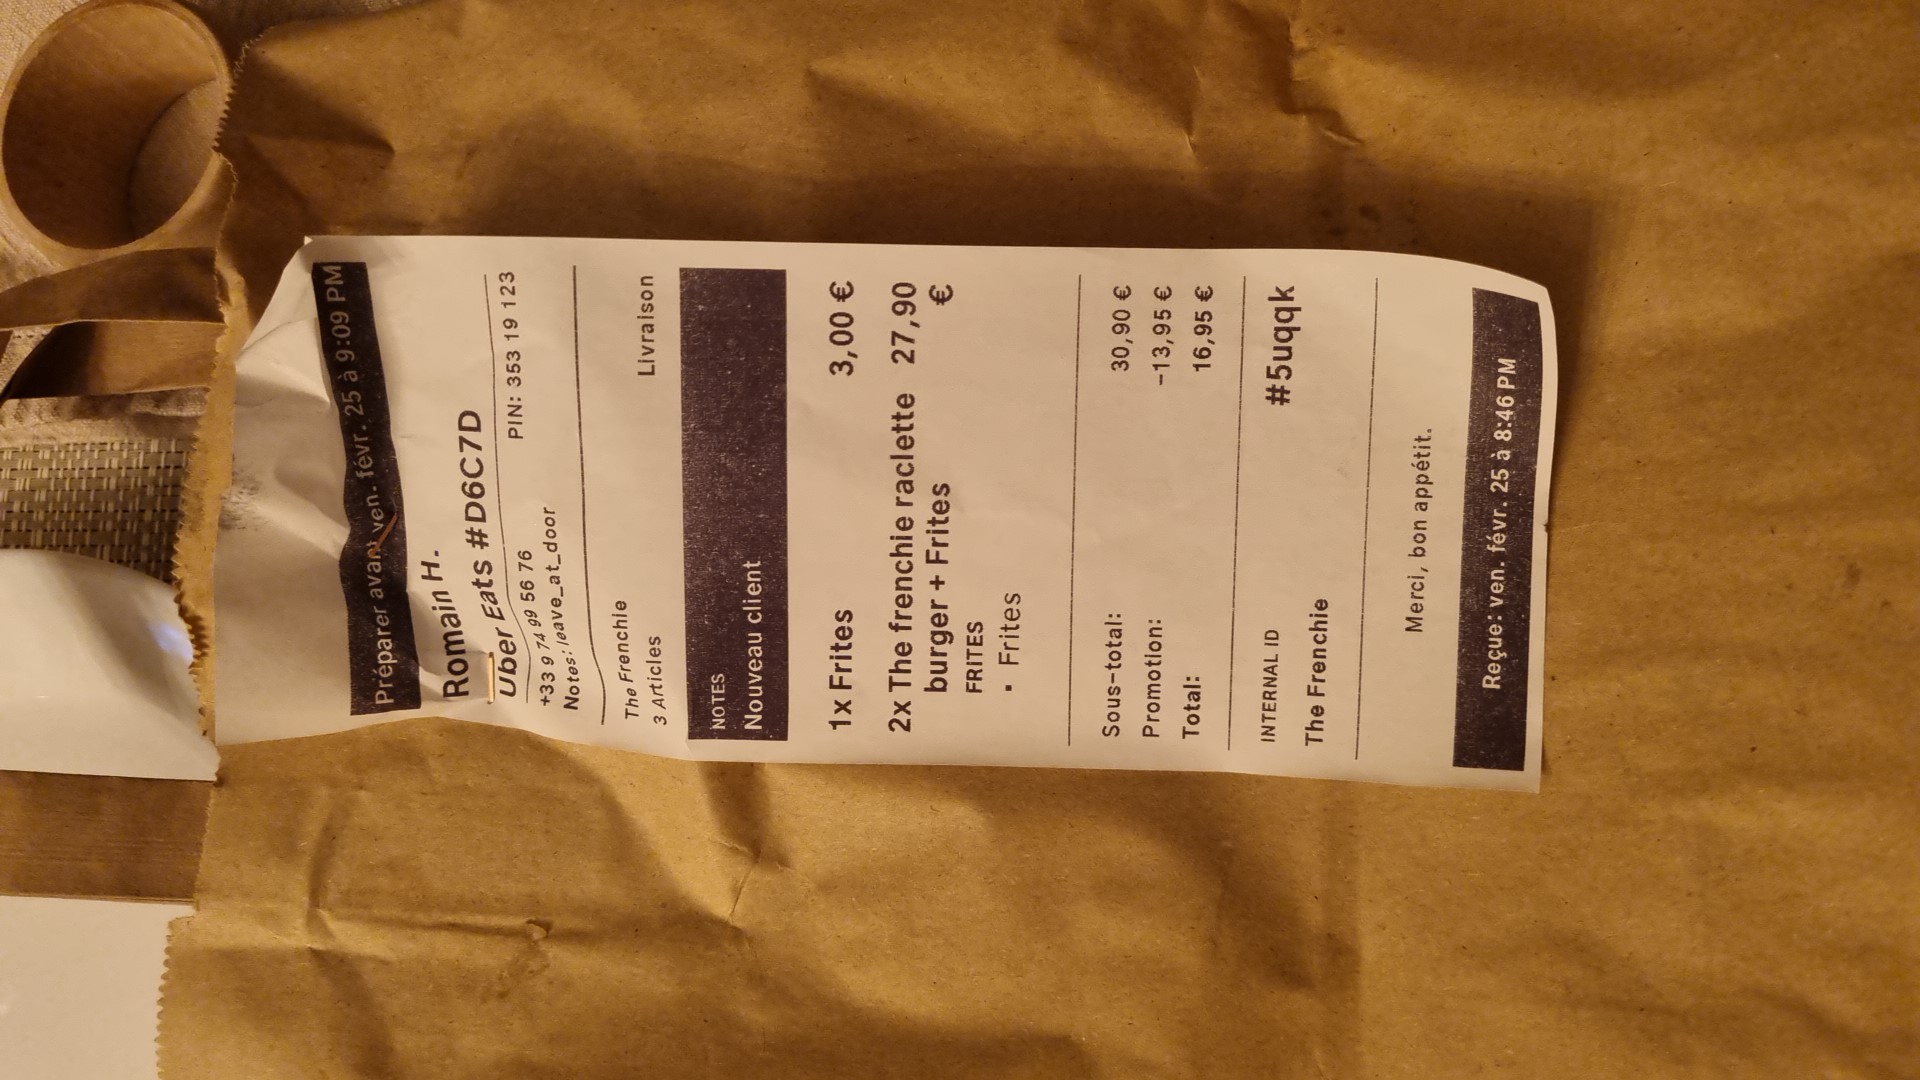 Préparer avant ven. févr. 25 à 9:09 PM
Romain H.
Uber Eats #D6C7D
+33 9 74 99 56 76 PIN: 353 19 123
Notes: leave_at_door
The Frenchie Livraison
3 Articles
NOTES
Nouveau client
1x Frites 3,00 €
2x The frenchie raclette 27,90
burger + Frites €
FRITES
▪ Frites
Sous-total: 30,90 €
Promotion: -13,95 €
Total: 16,95 €
INTERNAL ID #5uqqk
The Frenchie
Merci, bon appétit.
Reçue: ven. févr. 25 à 8:46 PM